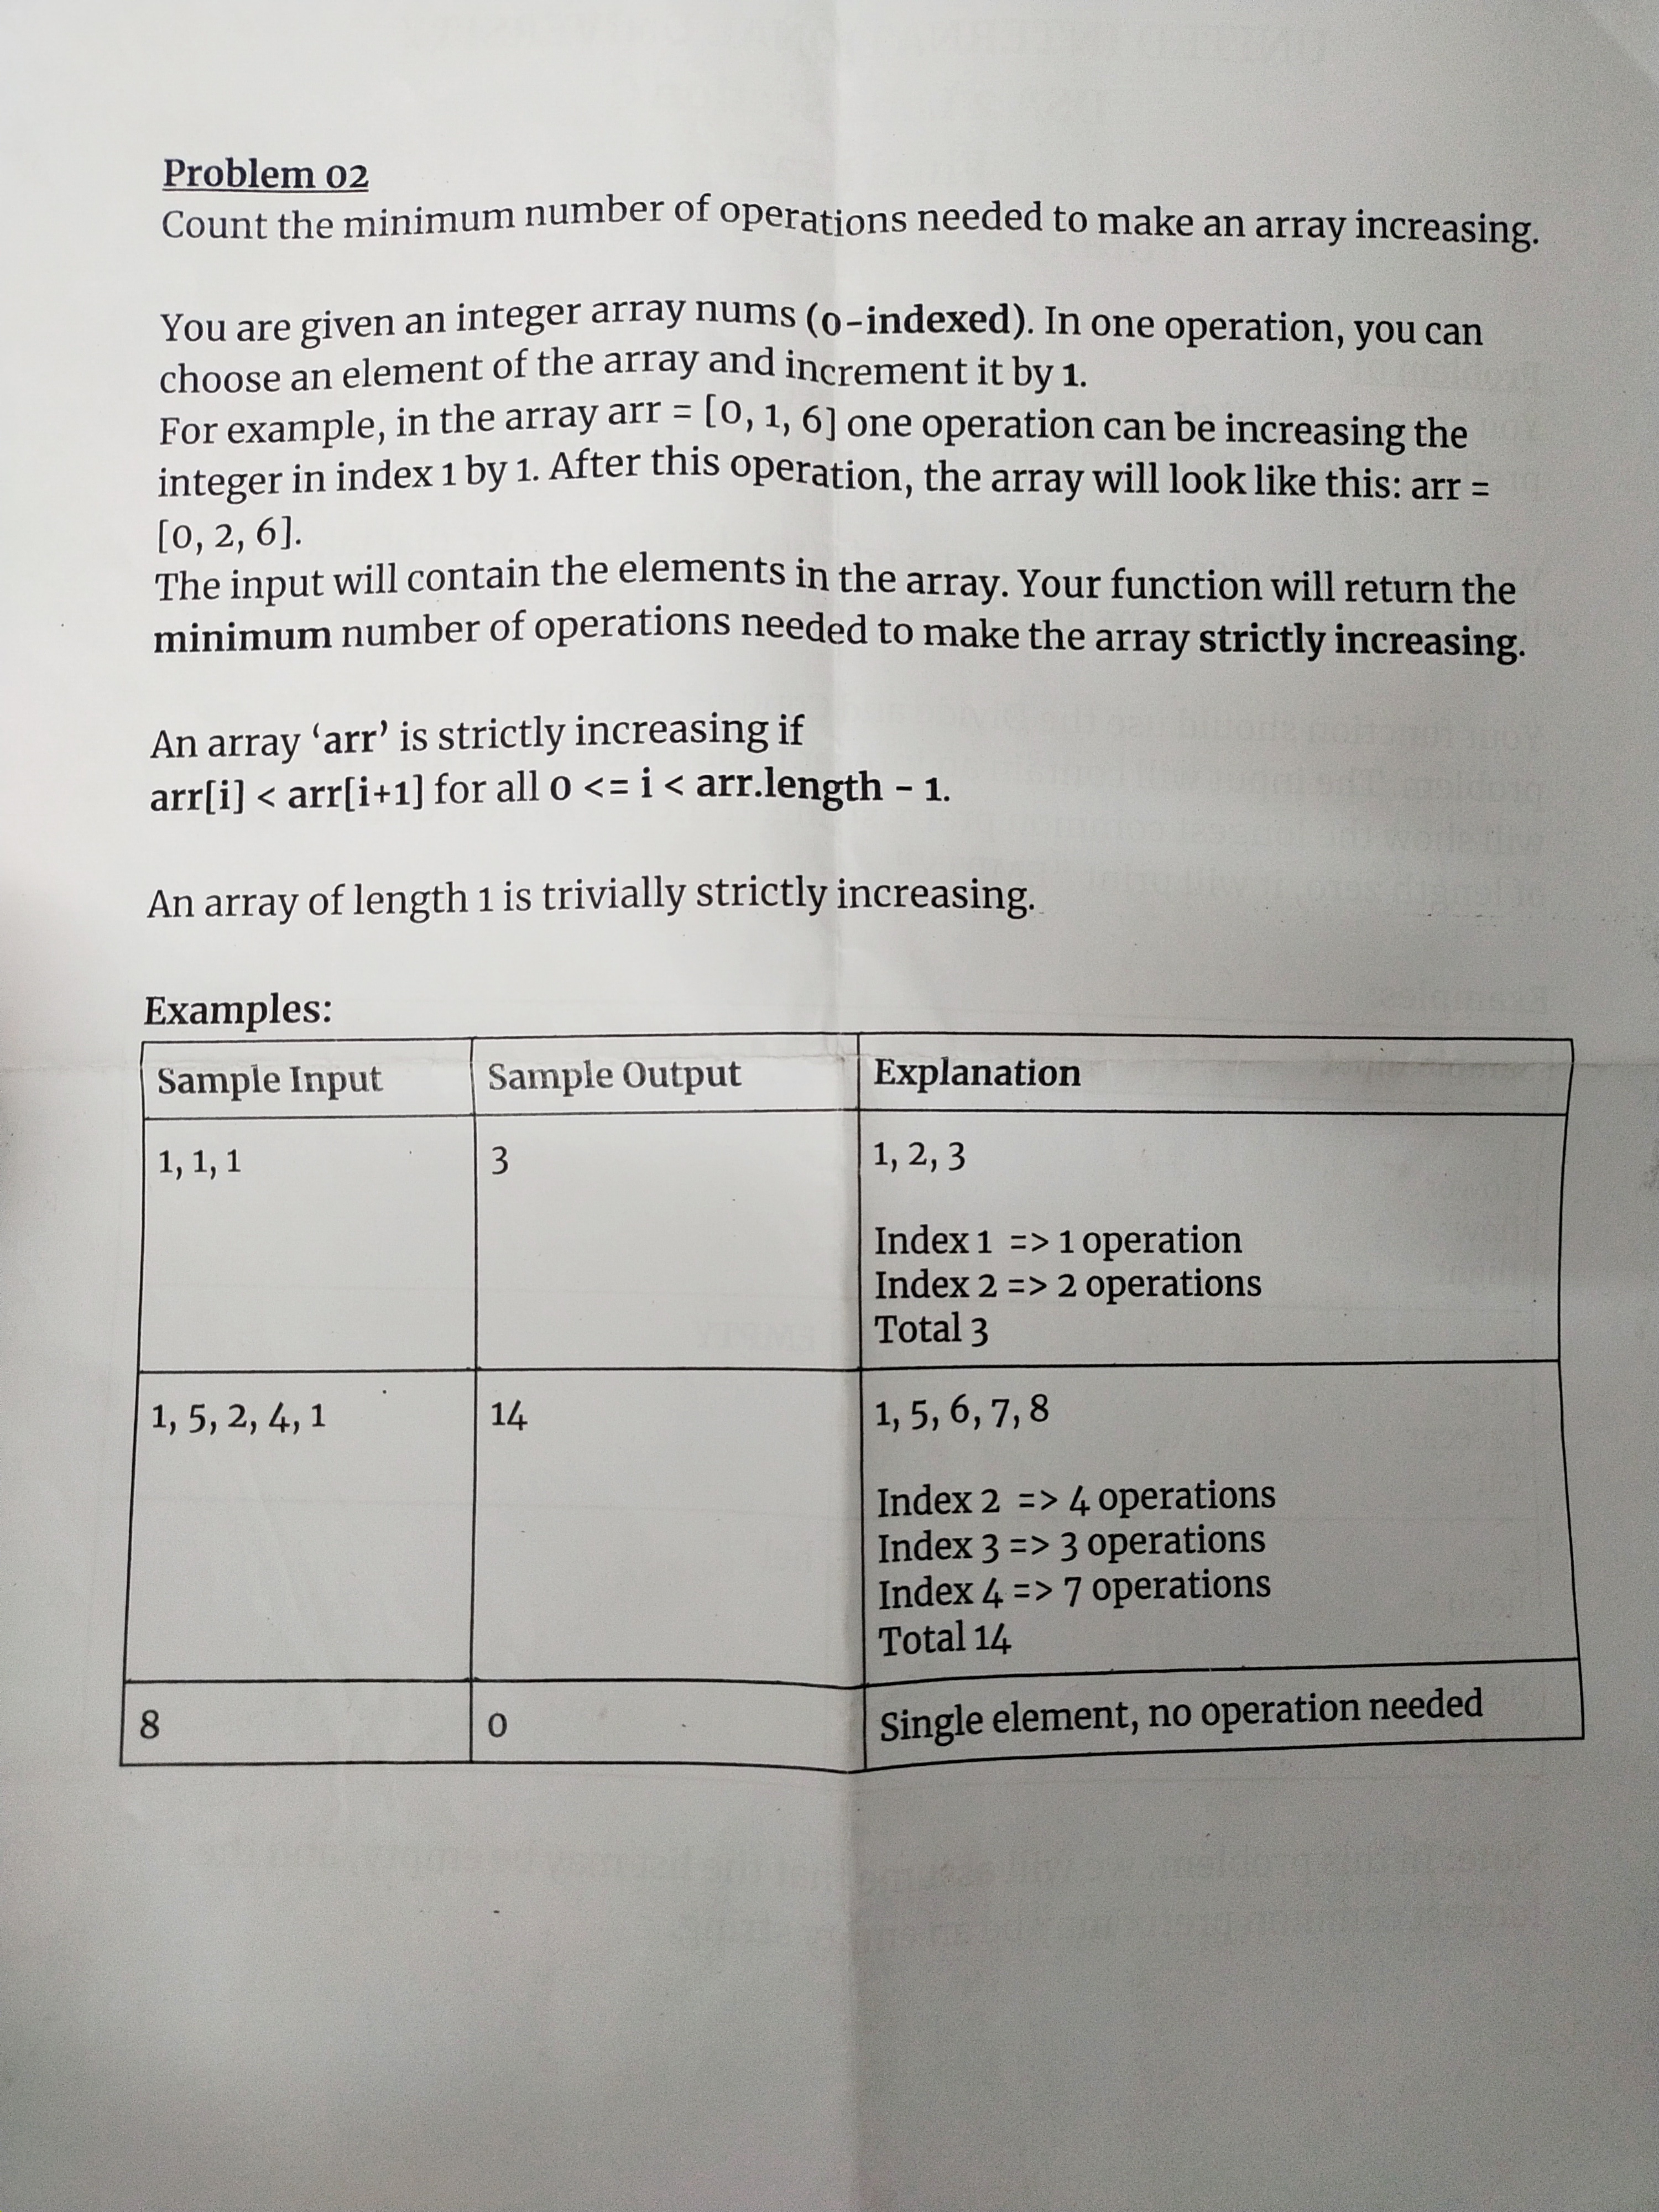 Problem 02
Count the minimum number of operations needed to make an array increasing.
You are given an integer array nums (0-indexed). In one operation, you can
choose an element of the array and increment it by 1.
For example, in the array arr = [0, 1, 6] one operation can be increasing the
integer in index 1 by 1. After this operation, the array will look like this: arr =
[0, 2, 6].
The input will contain the elements in the array. Your function will return the
minimum number of operations needed to make the array strictly increasing.
An array ‘arr’ is strictly increasing if
arr[i] < arr[i+1] for all 0 <= i < arr.length - 1.
An array of length 1 is trivially strictly increasing.
Examples:
Sample Input Sample Output Explanation
1, 1, 1 3 1, 2, 3
Index 1 => 1 operation
Index 2 => 2 operations
Total 3
1, 5, 2, 4, 1 14 1, 5, 6, 7, 8
Index 2 => 4 operations
Index 3 => 3 operations
Index 4 => 7 operations
Total 14
8 0 Single element, no operation needed